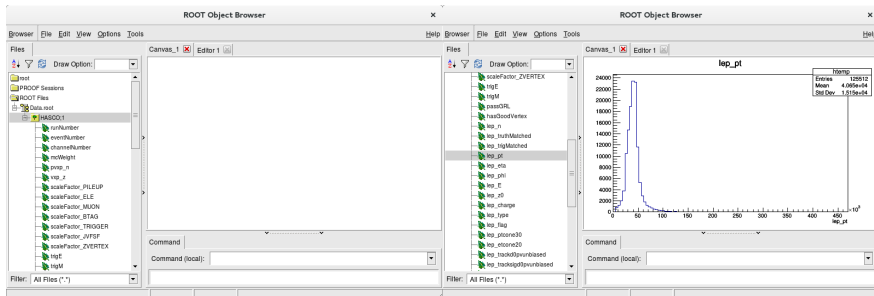 ROOT Object Browser
Browser File Edit View Options Tools Help
Files
Draw Option:
root
PROOF Sessions
ROOT Files
Data.root
HASCO;1
runNumber
eventNumber
channelNumber
mcWeight
pvxp_n
vxp_z
scaleFactor_PILEUP
scaleFactor_ELE
scaleFactor_MUON
scaleFactor_BTAG
scaleFactor_TRIGGER
scaleFactor_JVFSF
scaleFactor_ZVERTEX
trigE
trigM
Filter: All Files (*.*)
Canvas_1 Editor 1
Command
Command (local):
ROOT Object Browser
Browser File Edit View Options Tools Hel
Files
Draw Option:
scaleFactor_ZVERTEX
trigE
trigM
passGRL
hasGoodVertex
lep_n
lep_truthMatched
lep_trigMatched
lep_pt
lep_eta
lep_phi
lep_E
lep_z0
lep_charge
lep_type
lep_flag
lep_ptcone30
lep_etcone20
lep_trackd0pvunbiased
lep_tracksigd0pvunbiased
Filter: All Files (*.*)
Canvas_1 Editor 1
lep_pt
htemp
Entries 125512
Mean 4.065e+04
Std Dev 1.515e+04
24000
22000
20000
18000
16000
14000
12000
10000
8000
6000
4000
2000
0
0 50 100 150 200 250 300 350 400 450
lep_pt
Command
Command (local):